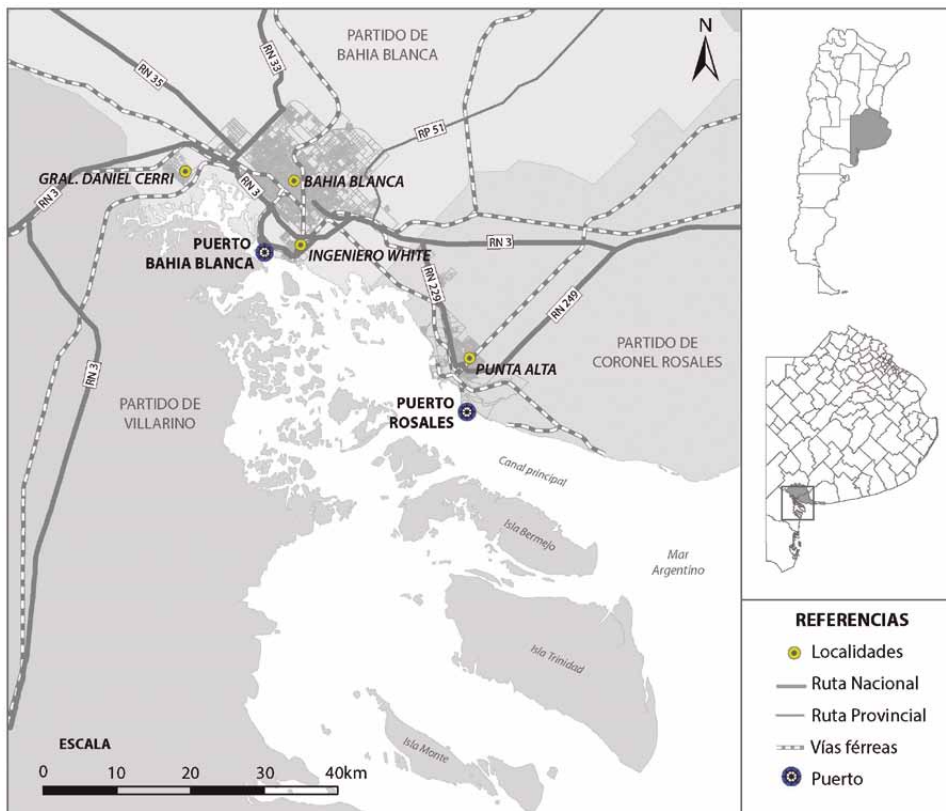 PARTIDO DE
BAHIA BLANCA
N
RN 35
RN 33
RP 51
GRAL. DANIEL CERRI
BAHIA BLANCA
RN 3
RN 3
RN 3
PUERTO
BAHIA BLANCA
INGENIERO WHITE
RN 229
RN 249
PARTIDO DE
CORONEL ROSALES
PUNTA ALTA
RN 3
PARTIDO DE
VILLARINO
PUERTO
ROSALES
Canal principal
Isla Bermejo
Mar
Argentino
Isla Trinidad
Isla Monte
ESCALA
0 10 20 30 40km
REFERENCIAS
Localidades
Ruta Nacional
Ruta Provincial
Vías férreas
Puerto